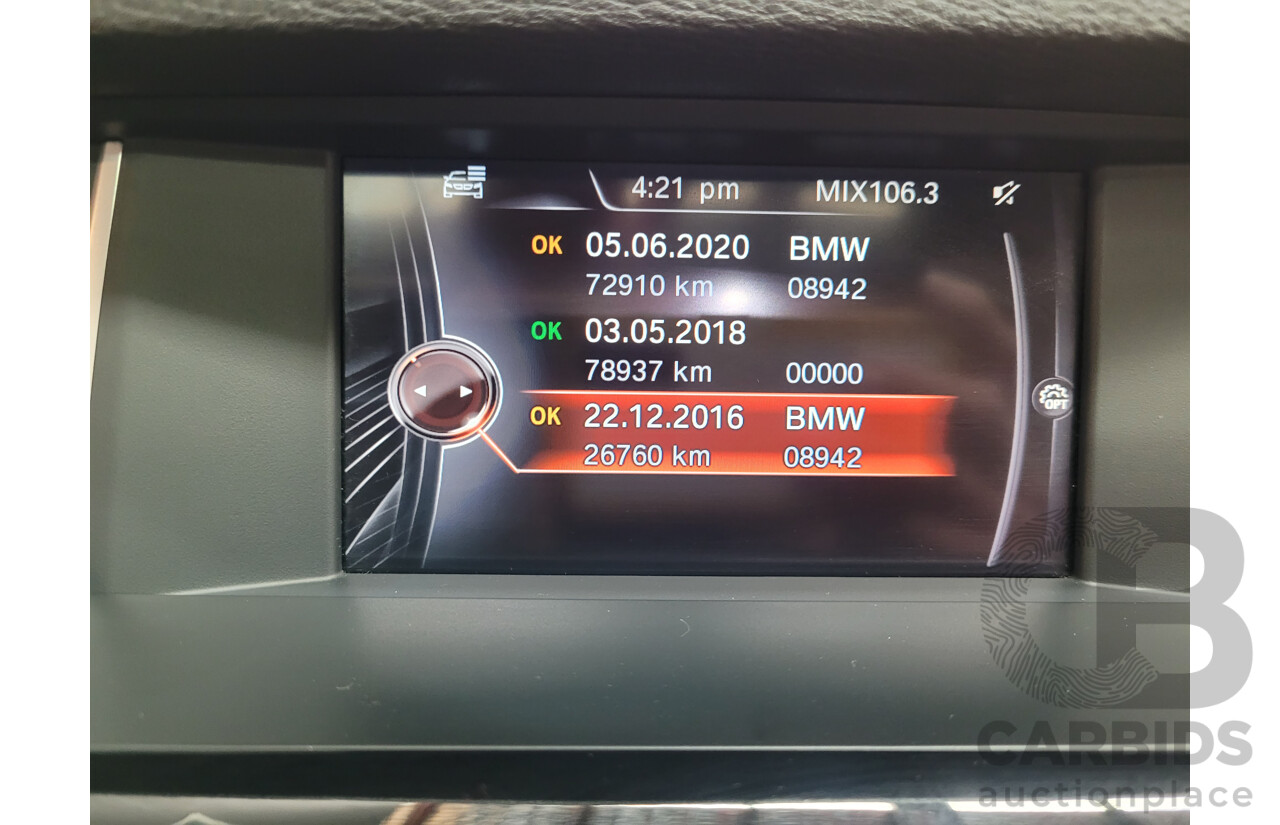 4:21 pm MIX106.3
OK 05.06.2020 BMW
72910 km 08942
OK 03.05.2018
78937 km 00000
OK 22.12.2016 BMW
26760 km 08942
OPT
CB
CARBIDS
auctionplace